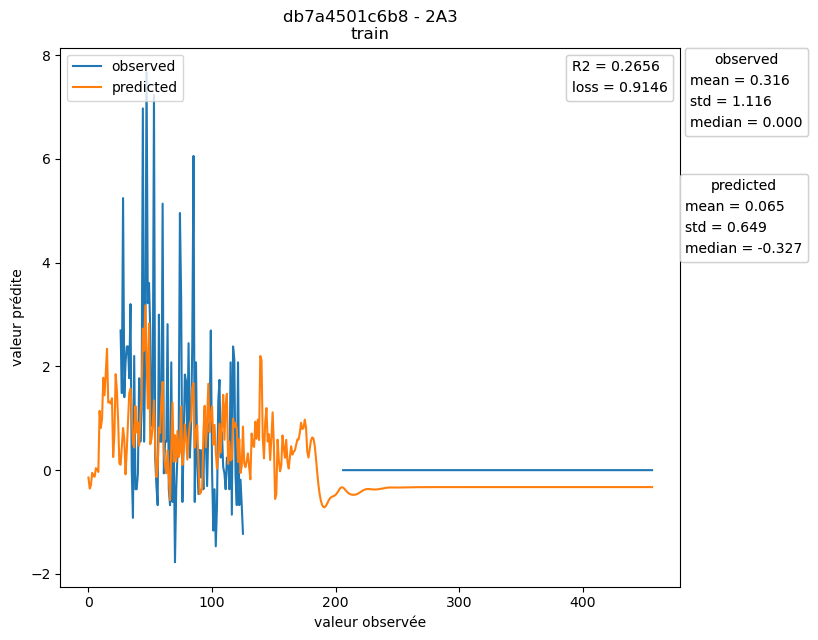 db7a4501c6b8 - 2A3
train
observed
predicted
R2 = 0.2656
loss = 0.9146
observed
mean = 0.316
std = 1.116
median = 0.000
predicted
mean = 0.065
std = 0.649
median = -0.327
valeur prédite
8
6
4
2
0
−2
0 100 200 300 400
valeur observée